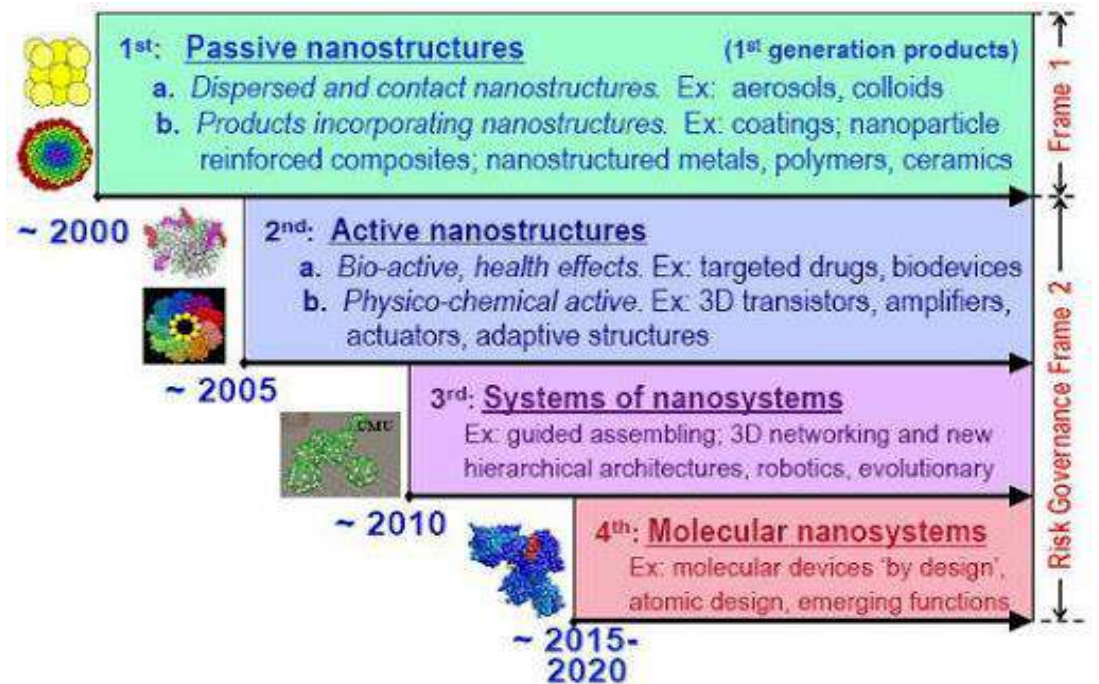 1st: Passive nanostructures (1st generation products)
a. Dispersed and contact nanostructures. Ex: aerosols, colloids
b. Products incorporating nanostructures. Ex: coatings; nanoparticle
reinforced composites; nanostructured metals, polymers, ceramics
~ 2000
2nd: Active nanostructures
a. Bio-active, health effects. Ex: targeted drugs, biodevices
b. Physico-chemical active. Ex: 3D transistors, amplifiers,
actuators, adaptive structures
~ 2005
CMU
3rd: Systems of nanosystems
Ex: guided assembling; 3D networking and new
hierarchical architectures, robotics, evolutionary
~ 2010
4th: Molecular nanosystems
Ex: molecular devices ‘by design’,
atomic design, emerging functions
~ 2015-
2020
Frame 1
Risk Governance Frame 2